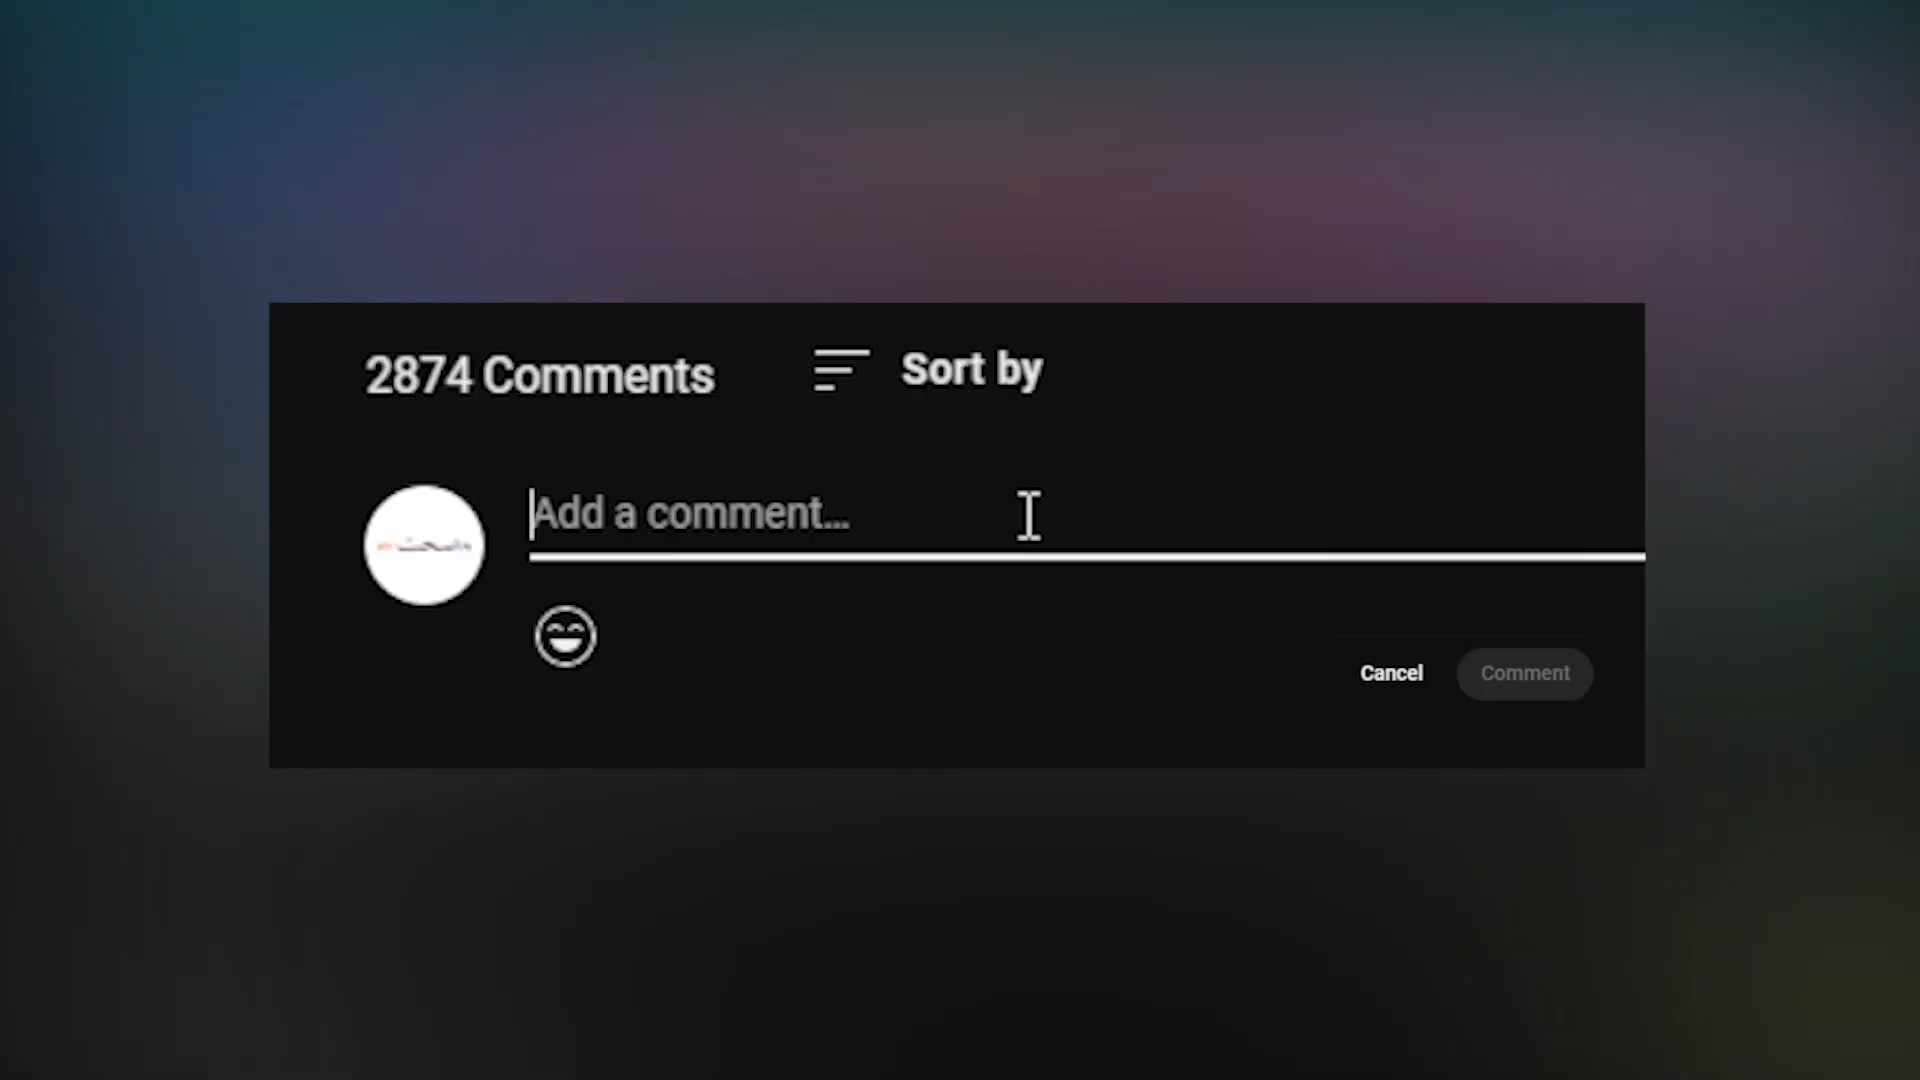 2874 Comments
Sort by
Add a comment...
Cancel
Comment